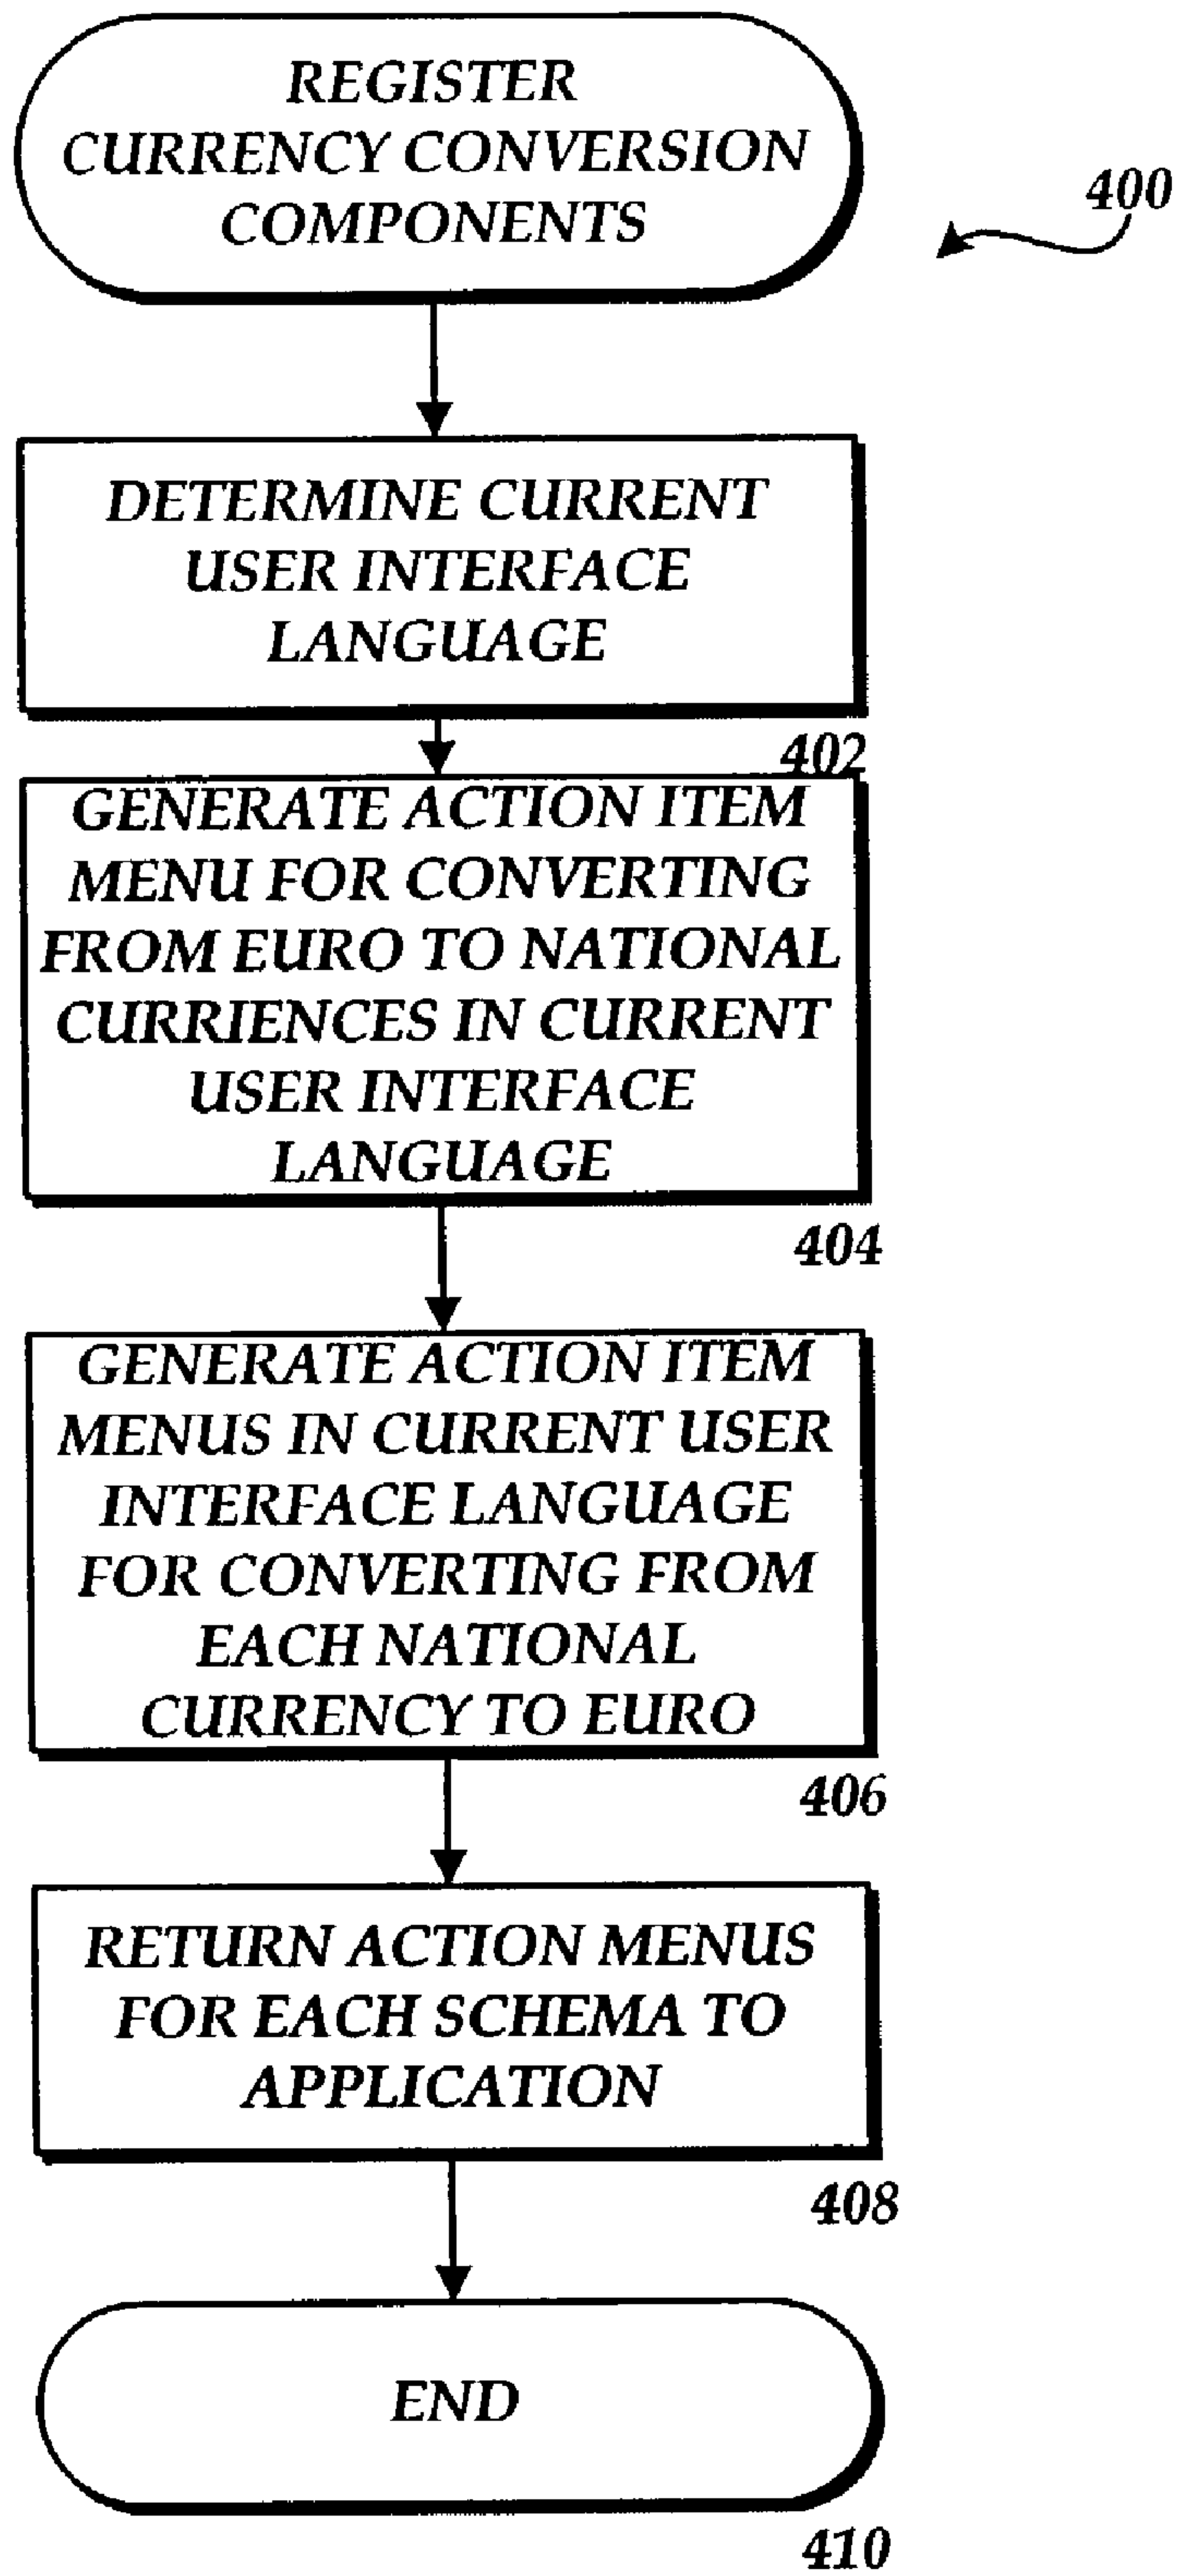 REGISTER
CURRENCY CONVERSION
COMPONENTS
400
DETERMINE CURRENT
USER INTERFACE
LANGUAGE
402
GENERATE ACTION ITEM
MENU FOR CONVERTING
FROM EURO TO NATIONAL
CURRIENCES IN CURRENT
USER INTERFACE
LANGUAGE
404
GENERATE ACTION ITEM
MENUS IN CURRENT USER
INTERFACE LANGUAGE
FOR CONVERTING FROM
EACH NATIONAL
CURRENCY TO EURO
406
RETURN ACTION MENUS
FOR EACH SCHEMA TO
APPLICATION
408
END
410